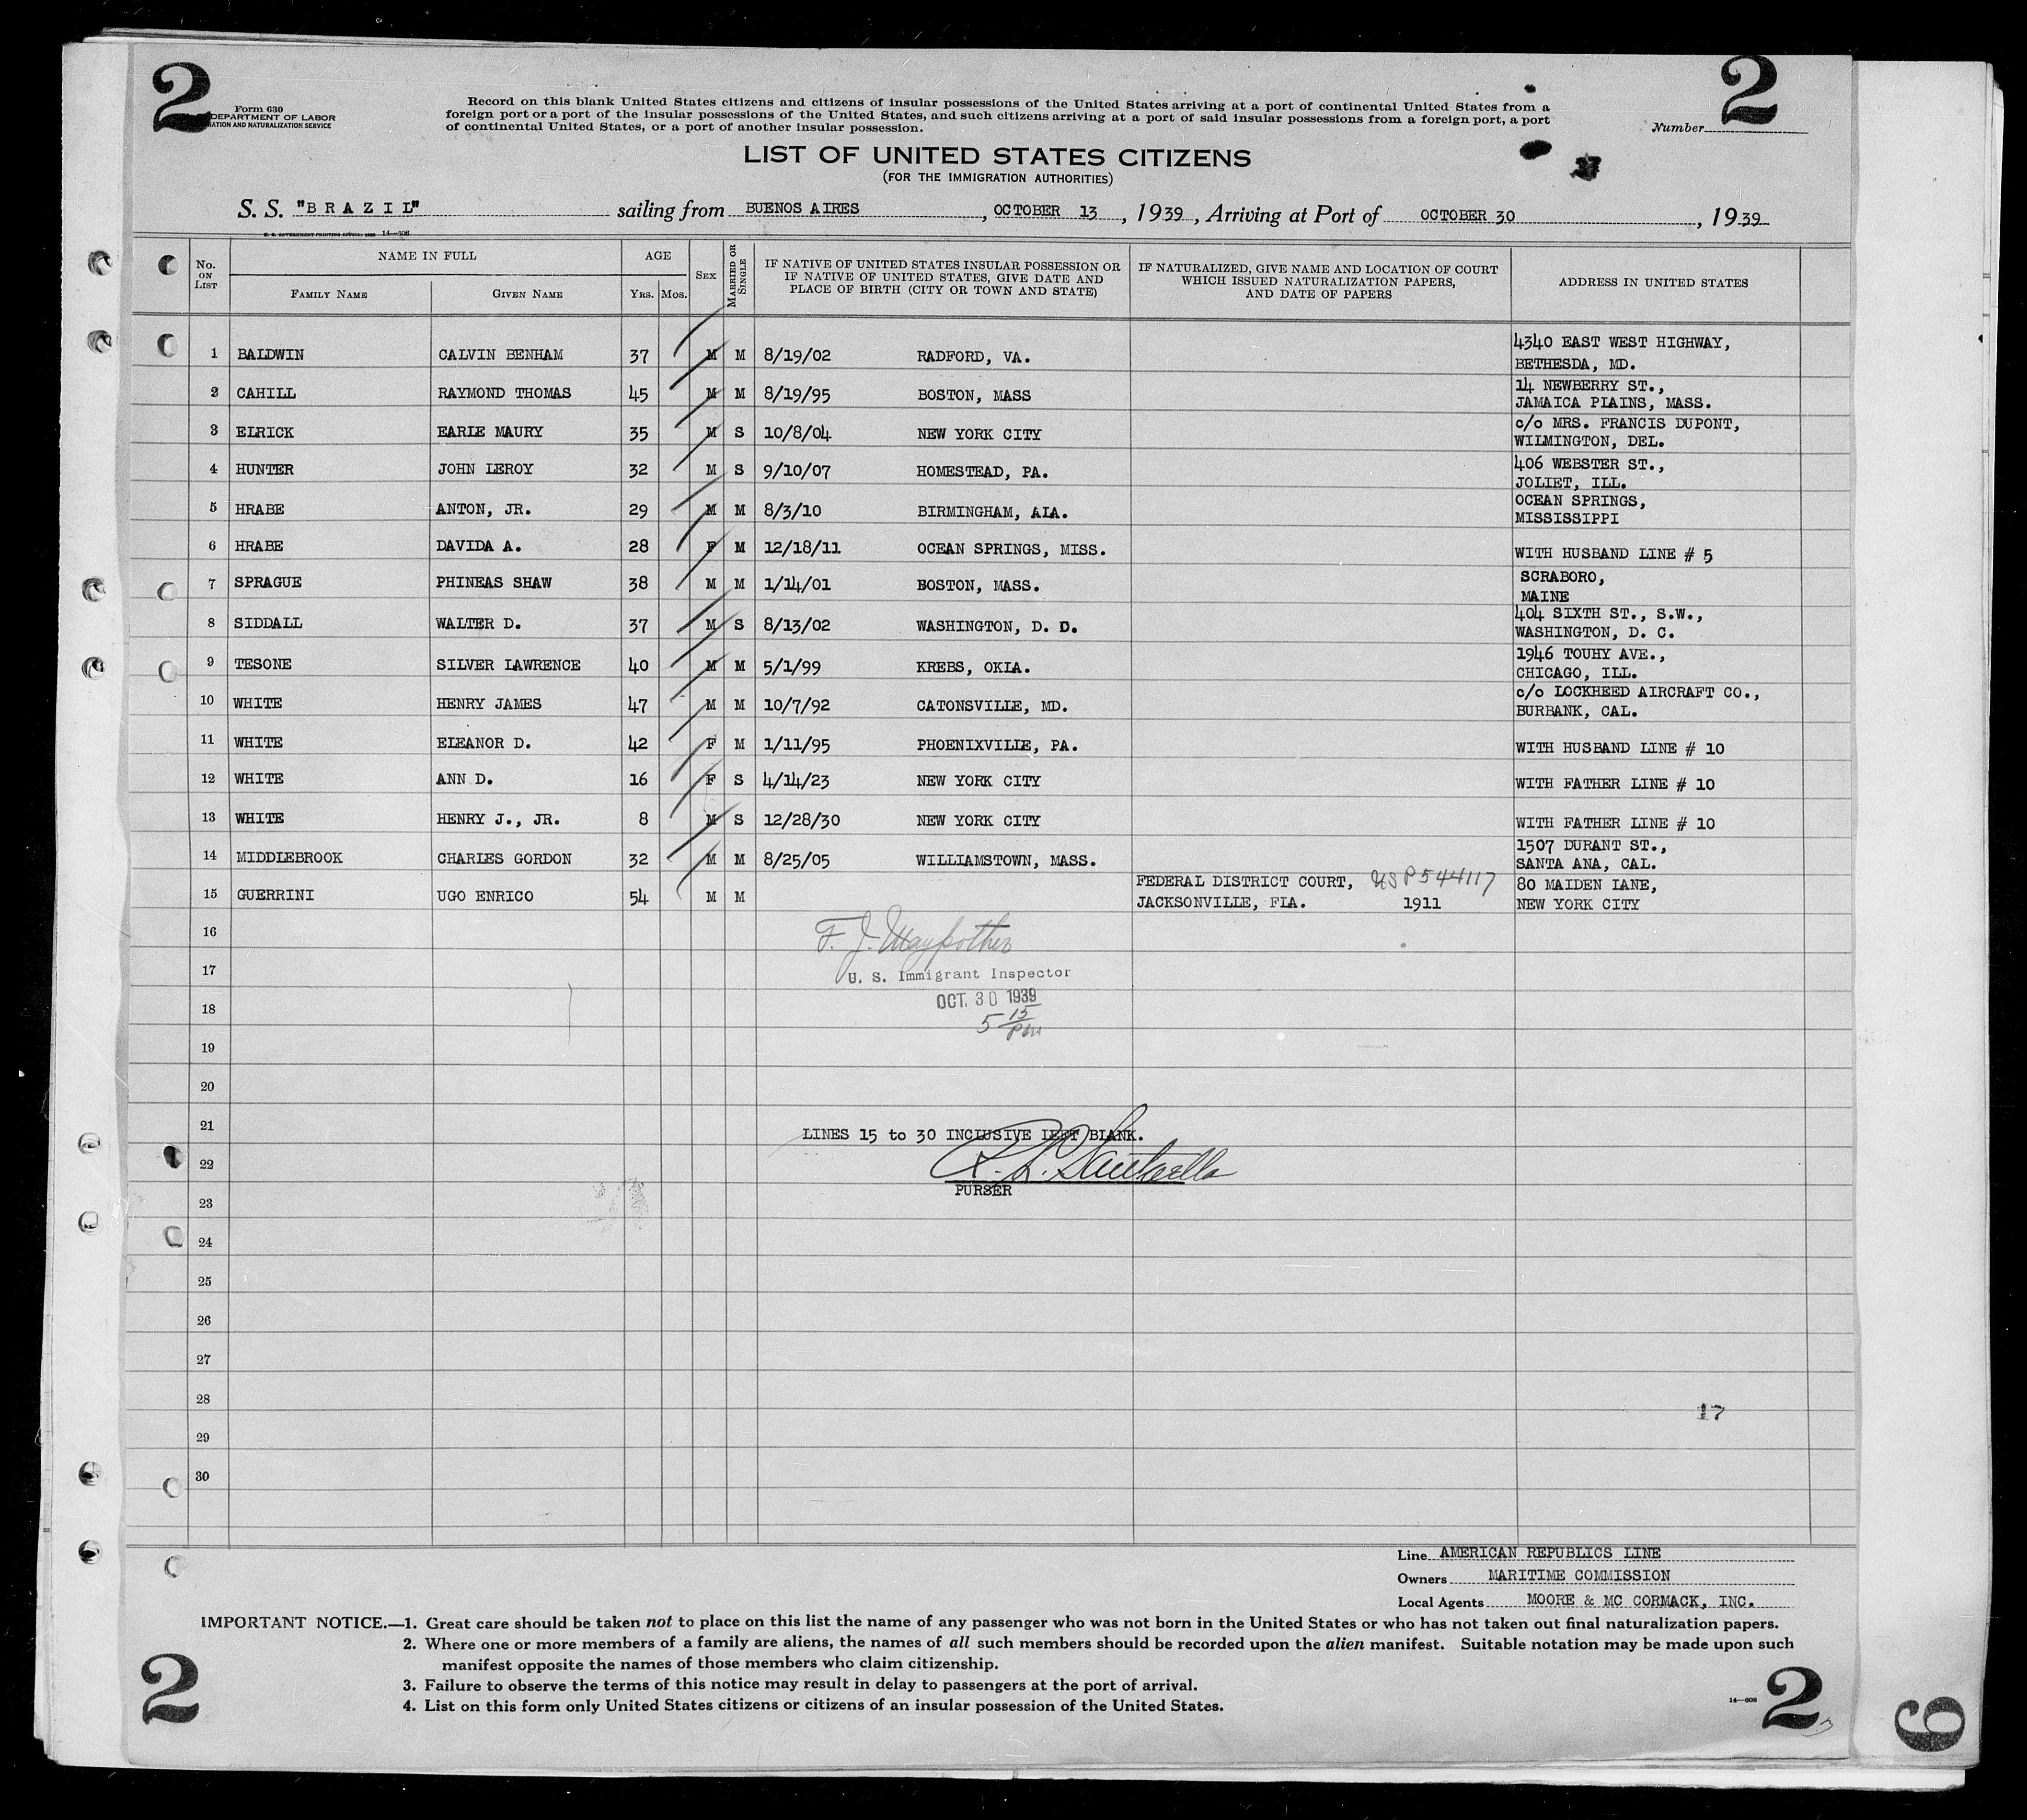 2
2
Form 630
DEPARTMENT OF LABOR
ATION AND NATURALIZATION SERVICE
Record on this blank United States citizens and citizens of insular possessions of the United States arriving at a port of continental United States from a
foreign port or a port of the insular possessions of the United States, and such citizens arriving at a port of said insular possessions from a foreign port, a port
of continental United States, or a port of another insular possession.
Number
LIST OF UNITED STATES CITIZENS
(FOR THE IMMIGRATION AUTHORITIES)
S. S. "BRAZIL" sailing from BUENOS AIRES, OCTOBER 13, 1939, Arriving at Port of OCTOBER 30, 1939
14—608
No. ON LIST NAME IN FULL AGE SEX MARRIED OR SINGLE IF NATIVE OF UNITED STATES INSULAR POSSESSION OR IF NATIVE OF UNITED STATES, GIVE DATE AND PLACE OF BIRTH (CITY OR TOWN AND STATE) IF NATURALIZED, GIVE NAME AND LOCATION OF COURT WHICH ISSUED NATURALIZATION PAPERS, AND DATE OF PAPERS ADDRESS IN UNITED STATES
FAMILY NAME GIVEN NAME YRS. MOS.
1 BALDWIN CALVIN BENHAM 37 M M 8/19/02 RADFORD, VA. 4340 EAST WEST HIGHWAY,
BETHESDA, MD.
2 CAHILL RAYMOND THOMAS 45 M M 8/19/95 BOSTON, MASS 14 NEWBERRY ST.,
JAMAICA PLAINS, MASS.
3 ELRICK EARLE MAURY 35 M S 10/8/04 NEW YORK CITY c/o MRS. FRANCIS DUPONT,
WILMINGTON, DEL.
4 HUNTER JOHN LEROY 32 M S 9/10/07 HOMESTEAD, PA. 406 WEBSTER ST.,
JOLIET, ILL.
5 HRABE ANTON, JR. 29 M M 8/3/10 BIRMINGHAM, ALA. OCEAN SPRINGS,
MISSISSIPPI
6 HRABE DAVIDA A. 28 F M 12/18/11 OCEAN SPRINGS, MISS. WITH HUSBAND LINE # 5
7 SPRAGUE PHINEAS SHAW 38 M M 1/14/01 BOSTON, MASS. SCRABORO,
MAINE
8 SIDDALL WALTER D. 37 M S 8/13/02 WASHINGTON, D. D. 404 SIXTH ST., S.W.,
WASHINGTON, D. C.
9 TESONE SILVER LAWRENCE 40 M M 5/1/99 KREBS, OKLA. 1946 TOUHY AVE.,
CHICAGO, ILL.
10 WHITE HENRY JAMES 47 M M 10/7/92 CATONSVILLE, MD. c/o LOCKHEED AIRCRAFT CO.,
BURBANK, CAL.
11 WHITE ELEANOR D. 42 F M 1/11/95 PHOENIXVILLE, PA. WITH HUSBAND LINE # 10
12 WHITE ANN D. 16 F S 4/14/23 NEW YORK CITY WITH FATHER LINE # 10
13 WHITE HENRY J., JR. 8 M S 12/28/30 NEW YORK CITY WITH FATHER LINE # 10
14 MIDDLEBROOK CHARLES GORDON 32 M M 8/25/05 WILLIAMSTOWN, MASS. 1507 DURANT ST.,
SANTA ANA, CAL.
15 GUERRINI UGO ENRICO 54 M M FEDERAL DISTRICT COURT, USP544117 80 MAIDEN LANE,
JACKSONVILLE, FLA. 1911 NEW YORK CITY
16 F. J. Maypother
17 U. S. Immigrant Inspector
18 OCT. 30 1939
5 15 pm
19
20
21 LINES 15 to 30 INCLUSIVE LEFT BLANK.
22
23 PURSER
24
25
26
27
28 17
29
30
Line AMERICAN REPUBLICS LINE
Owners MARITIME COMMISSION
Local Agents MOORE & MC CORMACK, INC.
IMPORTANT NOTICE.—1. Great care should be taken not to place on this list the name of any passenger who was not born in the United States or who has not taken out final naturalization papers.
2. Where one or more members of a family are aliens, the names of all such members should be recorded upon the alien manifest. Suitable notation may be made upon such
manifest opposite the names of those members who claim citizenship.
3. Failure to observe the terms of this notice may result in delay to passengers at the port of arrival.
4. List on this form only United States citizens or citizens of an insular possession of the United States.
14—608
2
2
6